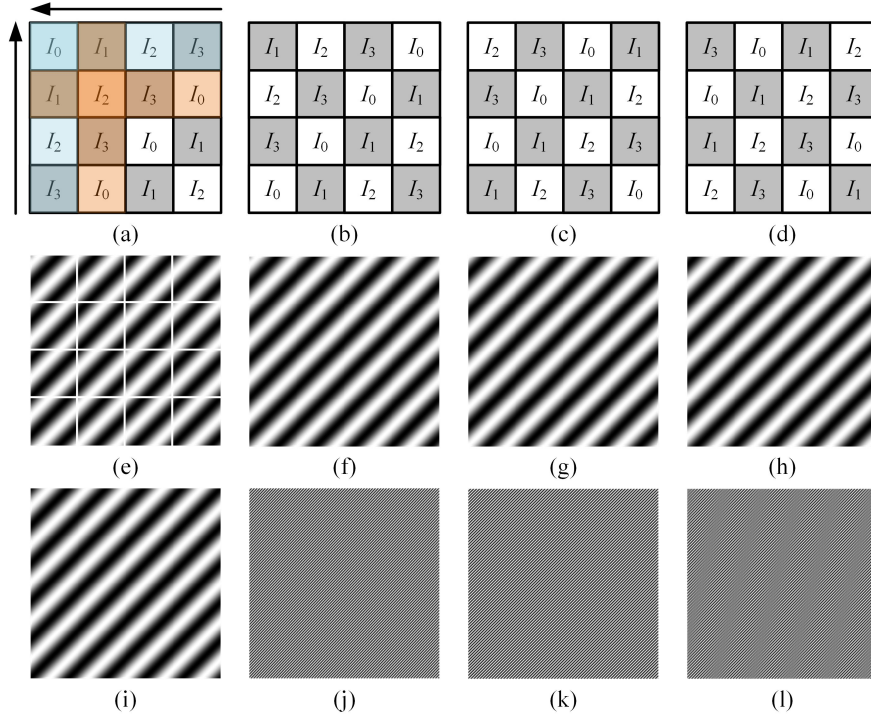 I₀ I₁ I₂ I₃ I₁ I₂ I₃ I₀ I₂ I₃ I₀ I₁ I₃ I₀ I₁ I₂
I₁ I₂ I₃ I₀ I₂ I₃ I₀ I₁ I₃ I₀ I₁ I₂ I₀ I₁ I₂ I₃
I₂ I₃ I₀ I₁ I₃ I₀ I₁ I₂ I₀ I₁ I₂ I₃ I₁ I₂ I₃ I₀
I₃ I₀ I₁ I₂ I₀ I₁ I₂ I₃ I₁ I₂ I₃ I₀ I₂ I₃ I₀ I₁
(a) (b) (c) (d)
(e) (f) (g) (h)
(i) (j) (k) (l)